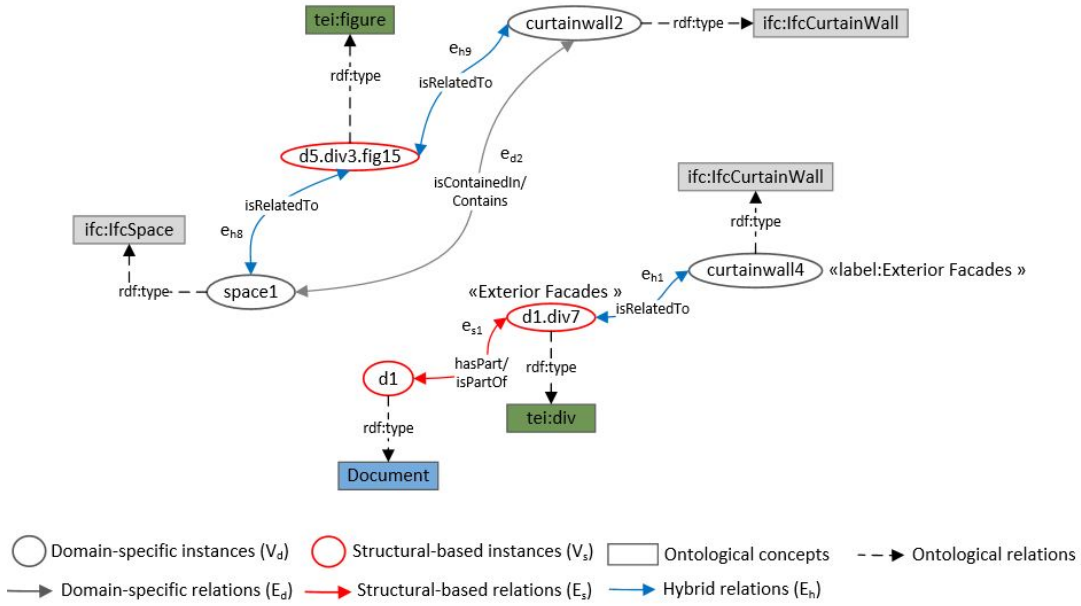 tei:figure
curtainwall2
rdf:type
ifc:IfcCurtainWall
eh9
rdf:type
isRelatedTo
d5.div3.fig15
ed2
isContainedIn/
Contains
ifc:IfcCurtainWall
isRelatedTo
rdf:type
ifc:IfcSpace
eh8
eh1
curtainwall4
«label:Exterior Facades »
rdf:type
space1
«Exterior Facades »
isRelatedTo
d1.div7
es1
hasPart/
isPartOf
rdf:type
d1
tei:div
rdf:type
Document
Domain-specific instances (Vd)
Structural-based instances (Vs)
Ontological concepts
Ontological relations
Domain-specific relations (Ed)
Structural-based relations (Es)
Hybrid relations (Eh)